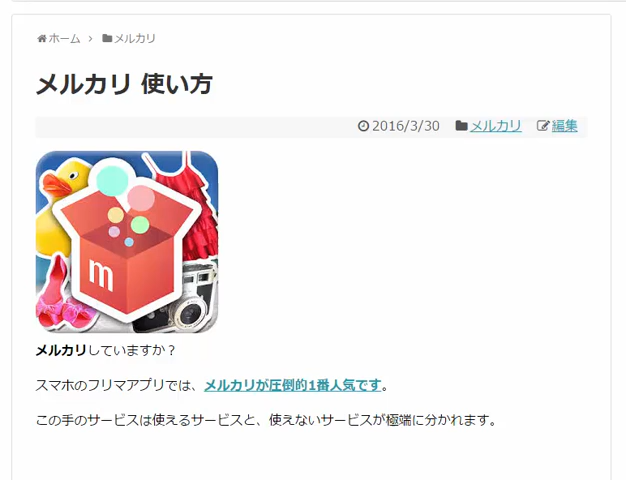 ホーム > メルカリ
メルカリ 使い方
2016/3/30 メルカリ 編集
m
メルカリしていますか？
スマホのフリマアプリでは、メルカリが圧倒的1番人気です。
この手のサービスは使えるサービスと、使えないサービスが極端に分かれます。